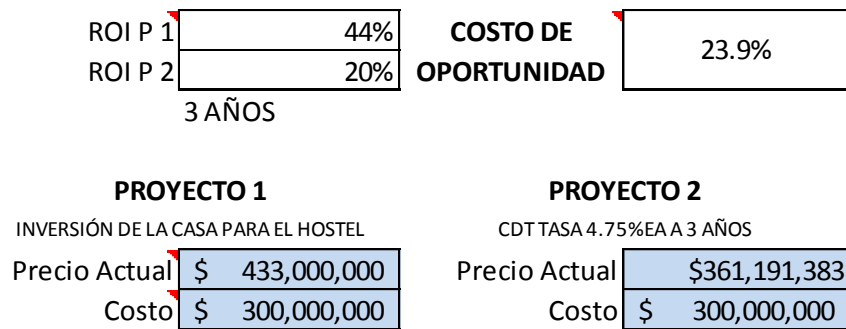 ROI P 1 44% COSTO DE OPORTUNIDAD 23.9%
ROI P 2 20%
3 AÑOS
PROYECTO 1 PROYECTO 2
INVERSIÓN DE LA CASA PARA EL HOSTEL CDT TASA 4.75%EA A 3 AÑOS
Precio Actual $ 433,000,000 Precio Actual $361,191,383
Costo $ 300,000,000 Costo $ 300,000,000